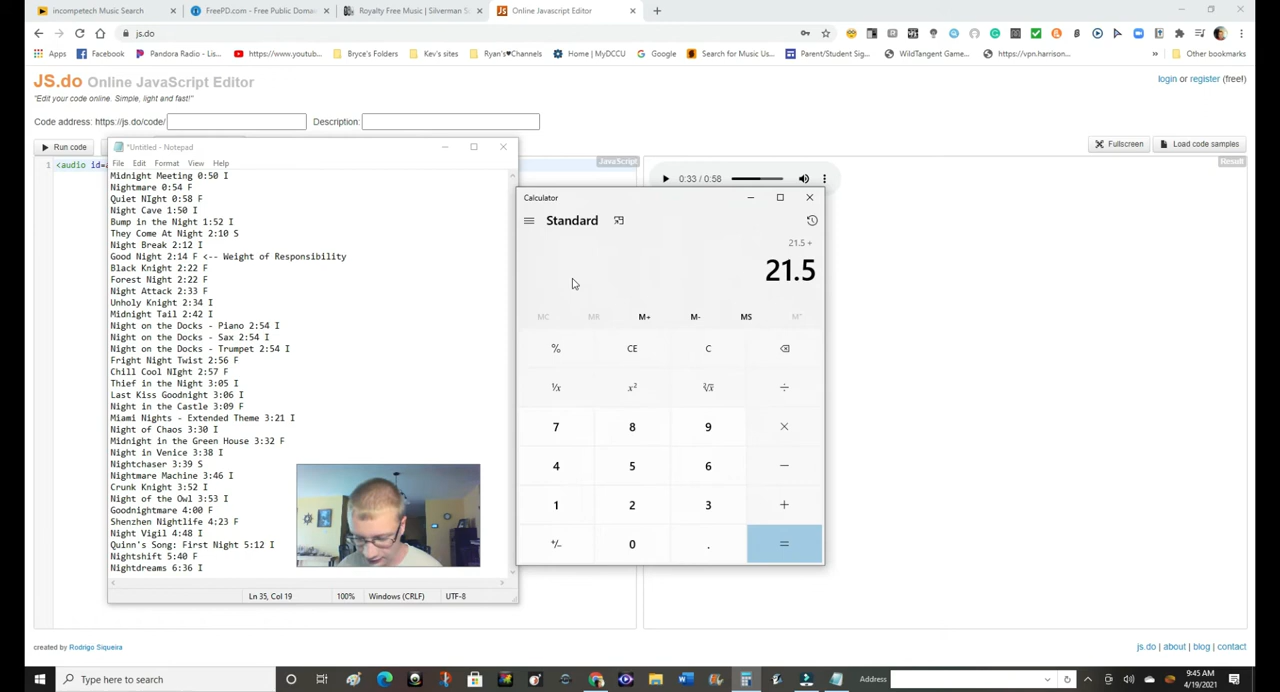 incompetech Music Search
FreePD.com - Free Public Domai
Royalty Free Music | Silverman S
Online Javascript Editor
js.do
Apps
Facebook
Pandora Radio - Lis...
https://www.youtub...
Bryce's Folders
Kev's sites
Ryan's♥Channels
Home | MyDCCU
Google
Search for Music Us...
Parent/Student Sig...
WildTangent Game...
https://vpn.harrison...
»
Other bookmarks
JS.do Online JavaScript Editor
login or register (free!)
"Edit your code online. Simple, light and fast!"
Code address: https://js.do/code/
Description:
Run code
Fullscreen
Load code samples
1 <audio id=a
JavaScript
Result
0:33 / 0:58
*Untitled - Notepad
File Edit Format View Help
Midnight Meeting 0:50 I
Nightmare 0:54 F
Quiet NIght 0:58 F
Night Cave 1:50 I
Bump in the Night 1:52 I
They Come At Night 2:10 S
Night Break 2:12 I
Good Night 2:14 F <-- Weight of Responsibility
Black Knight 2:22 F
Forest Night 2:22 F
Night Attack 2:33 F
Unholy Knight 2:34 I
Midnight Tail 2:42 I
Night on the Docks - Piano 2:54 I
Night on the Docks - Sax 2:54 I
Night on the Docks - Trumpet 2:54 I
Fright Night Twist 2:56 F
Chill Cool NIght 2:57 F
Thief in the Night 3:05 I
Last Kiss Goodnight 3:06 I
Night in the Castle 3:09 F
Miami Nights - Extended Theme 3:21 I
Night of Chaos 3:30 I
Midnight in the Green House 3:32 F
Night in Venice 3:38 I
Nightchaser 3:39 S
Nightmare Machine 3:46 I
Crunk Knight 3:52 I
Night of the Owl 3:53 I
Goodnightmare 4:00 F
Shenzhen Nightlife 4:23 F
Night Vigil 4:48 I
Quinn's Song: First Night 5:12 I
Nightshift 5:40 F
Nightdreams 6:36 I
Ln 35, Col 19
100%
Windows (CRLF)
UTF-8
Calculator
Standard
21.5 +
21.5
MC MR M+ M- MS M˅
% CE C
¹/x x² ²√x ÷
7 8 9 ×
4 5 6 −
1 2 3 +
+/− 0 . =
created by Rodrigo Siqueira
js.do | about | blog | contact
Type here to search
Address
9:45 AM
4/19/2021